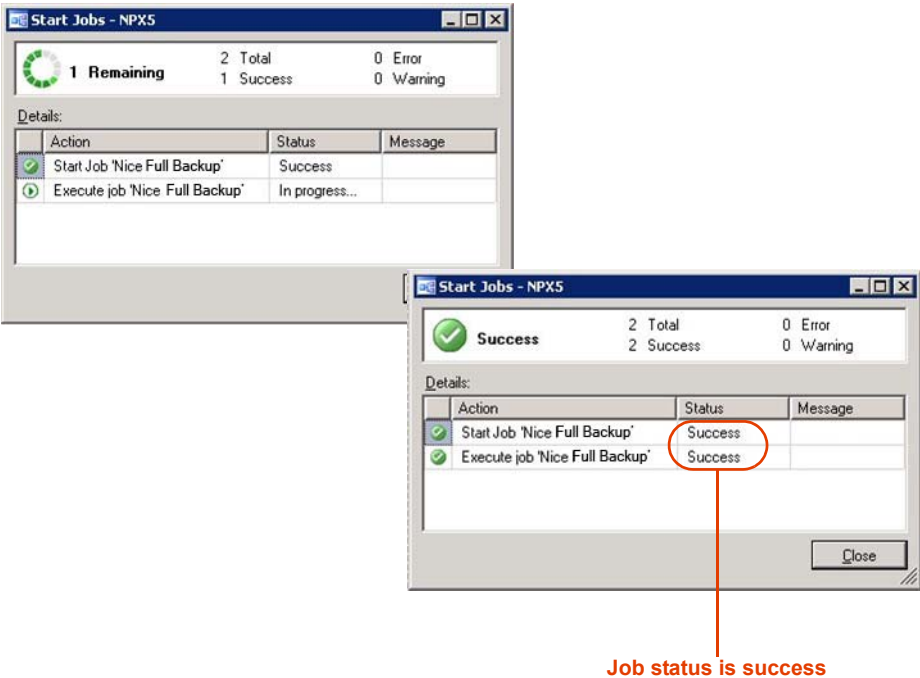 Start Jobs - NPX5
1 Remaining
2 Total
0 Error
1 Success
0 Warning
Details:
Action Status Message
Start Job 'Nice Full Backup' Success
Execute job 'Nice Full Backup' In progress...
Start Jobs - NPX5
Success
2 Total
0 Error
2 Success
0 Warning
Details:
Action Status Message
Start Job 'Nice Full Backup' Success
Execute job 'Nice Full Backup' Success
Close
Job status is success